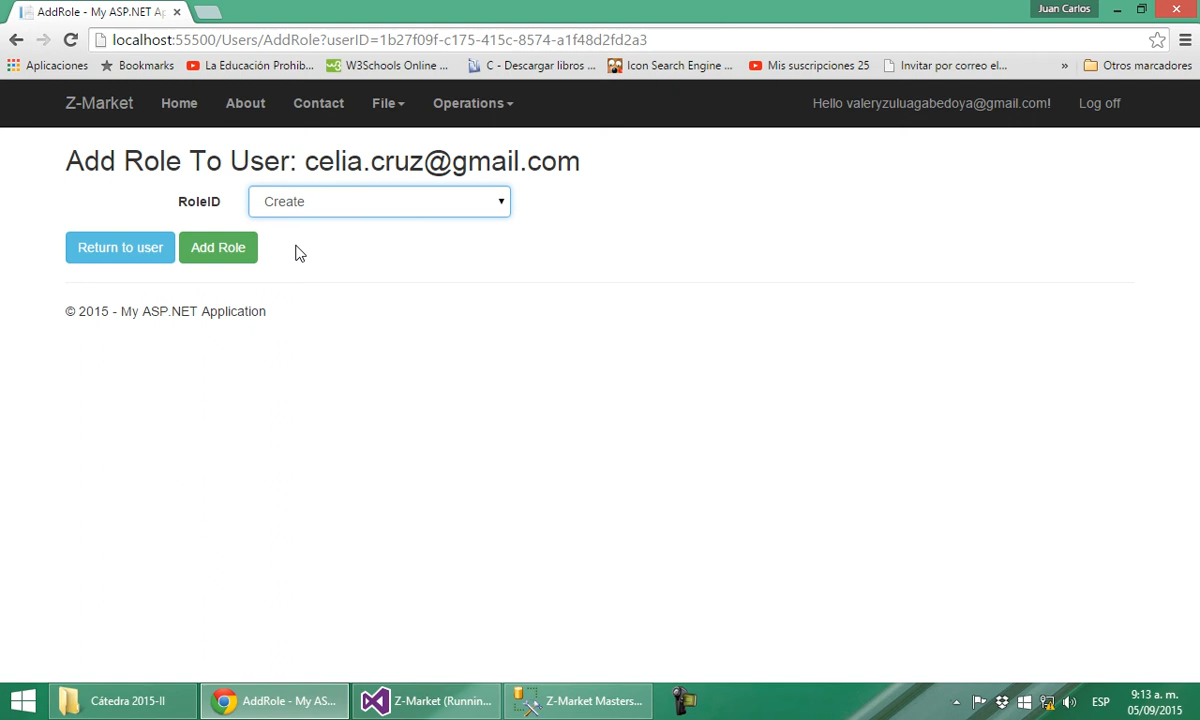 AddRole - My ASP.NET Ap
Juan Carlos
localhost:55500/Users/AddRole?userID=1b27f09f-c175-415c-8574-a1f48d2fd2a3
Aplicaciones Bookmarks La Educación Prohib... W3Schools Online ... C - Descargar libros ... Icon Search Engine ... Mis suscripciones 25 Invitar por correo el... » Otros marcadores
Z-Market Home About Contact File Operations Hello valeryzuluagabedoya@gmail.com! Log off
Add Role To User: celia.cruz@gmail.com
RoleID Create
Return to user Add Role
© 2015 - My ASP.NET Application
Cátedra 2015-II AddRole - My AS... Z-Market (Runnin... Z-Market Masters... ESP 9:13 a. m.
05/09/2015